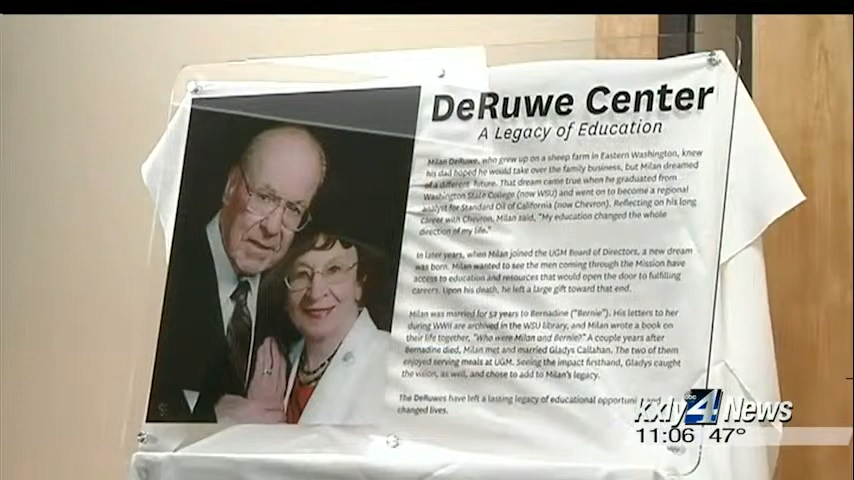 DeRuwe Center
A Legacy of Education
Milan DeRuwe, who grew up on a sheep farm in Eastern Washington, knew
his dad hoped he would take over the family business, but Milan dreamed
of a different future. That dream came true when he graduated from
Washington State College (now WSU) and went on to become a regional
analyst for Standard Oil of California (now Chevron). Reflecting on his long
career with Chevron, Milan said, "My education changed the whole
direction of my life."
In later years, when Milan joined the UGM Board of Directors, a new dream
was born. Milan wanted to see the men coming through the Mission have
access to education and resources that would open the door to fulfilling
careers. Upon his death, he left a large gift toward that end.
Milan was married for 52 years to Bernadine ("Bernie"). His letters to her
during WWII are archived in the WSU library, and Milan wrote a book on
their life together, "Who were Milan and Bernie?" A couple years after
Bernadine died, Milan met and married Gladys Callahan. The two of them
enjoyed serving meals at UGM. Seeing the impact firsthand, Gladys caught
the vision, as well, and chose to add to Milan's legacy.
The DeRuwes have left a lasting legacy of educational and
changed lives.
kxly abc 4 News
11:06 47°